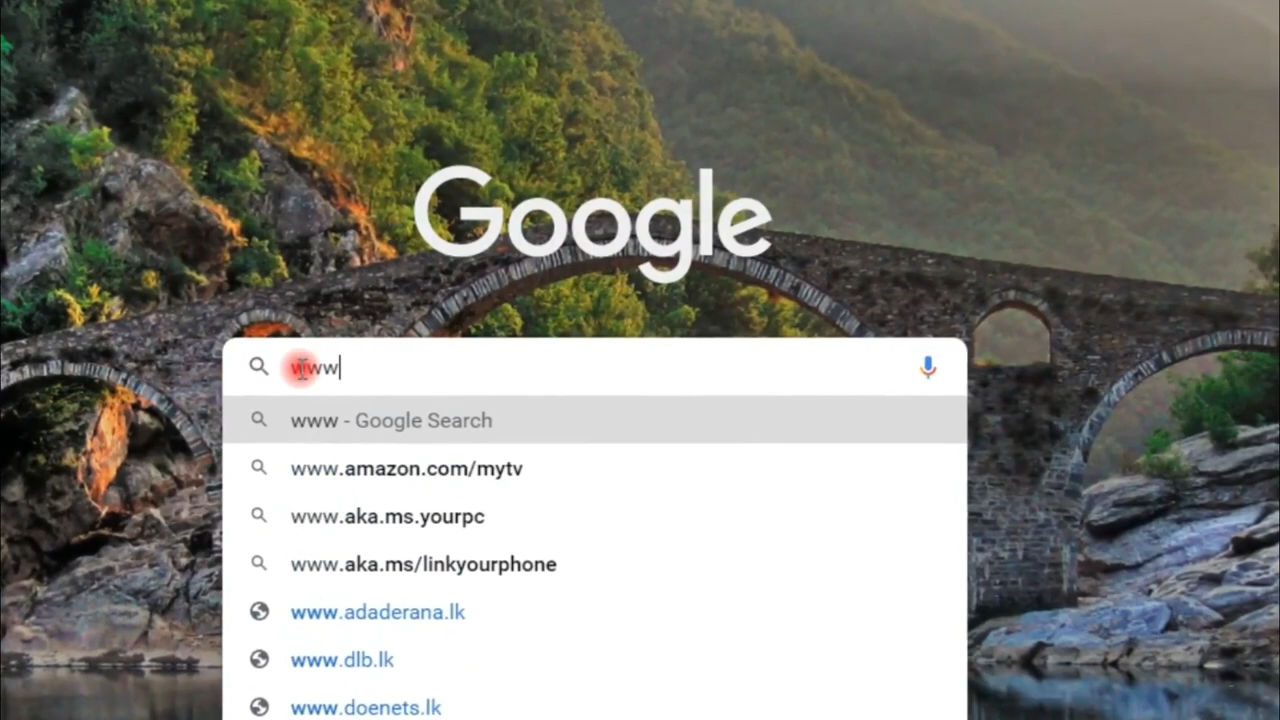 Google
www
www - Google Search
www.amazon.com/mytv
www.aka.ms.yourpc
www.aka.ms/linkyourphone
www.adaderana.lk
www.dlb.lk
www.doenets.lk